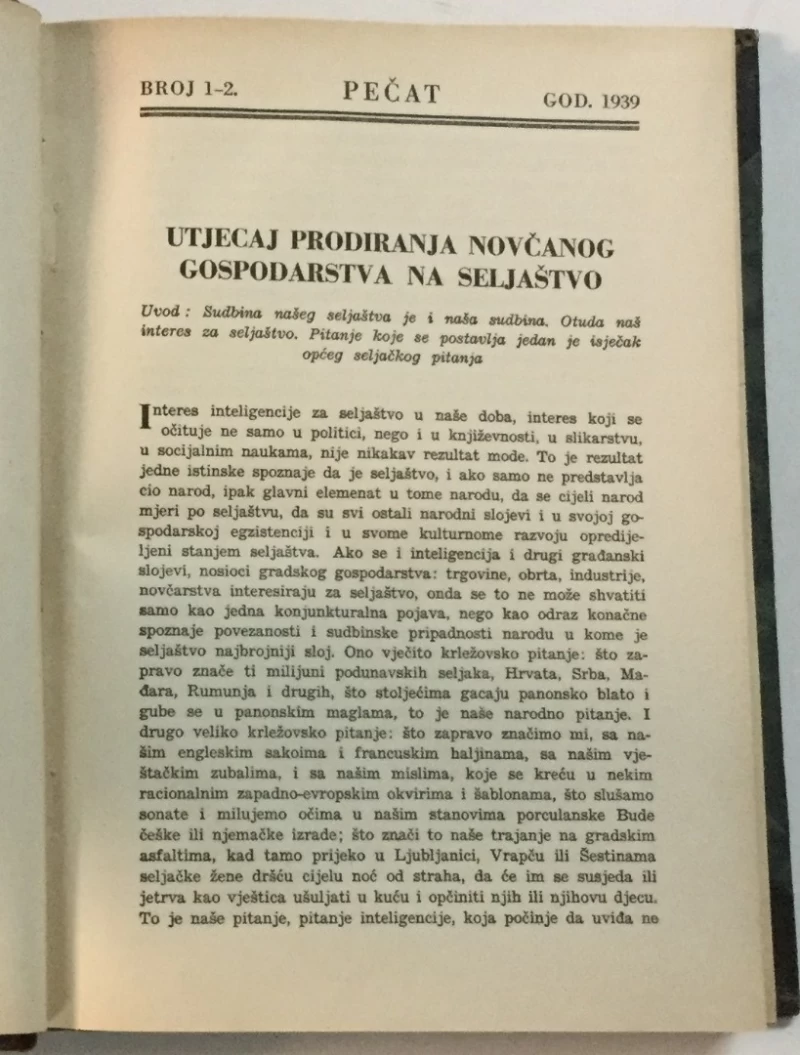 BROJ 1-2. PEČAT GOD. 1939
UTJECAJ PRODIRANJA NOVČANOG
GOSPODARSTVA NA SELJAŠTVO
Uvod: Sudbina našeg seljaštva je i naša sudbina. Otuda naš
interes za seljaštvo. Pitanje koje se postavlja jedan je isječak
općeg seljačkog pitanja
Interes inteligencije za seljaštvo u naše doba, interes koji se
očituje ne samo u politici, nego i u književnosti, u slikarstvu,
u socijalnim naukama, nije nikakav rezultat mode. To je rezultat
jedne istinske spoznaje da je seljaštvo, i ako samo ne predstavlja
cio narod, ipak glavni elemenat u tome narodu, da se cijeli narod
mjeri po seljaštvu, da su svi ostali narodni slojevi i u svojoj go-
spodarskoj egzistenciji i u svome kulturnome razvoju opredije-
ljeni stanjem seljaštva. Ako se i inteligencija i drugi građanski
slojevi, nosioci gradskog gospodarstva: trgovine, obrta, industrije,
novčarstva interesiraju za seljaštvo, onda se to ne može shvatiti
samo kao jedna konjunkturalna pojava, nego kao odraz konačne
spoznaje povezanosti i sudbinske pripadnosti narodu u kome je
seljaštvo najbrojniji sloj. Ono vječito krležovsko pitanje: što za-
pravo znače ti milijuni podunavskih seljaka, Hrvata, Srba, Ma-
đara, Rumunja i drugih, što stoljećima gacaju panonsko blato i
gube se u panonskim maglama, to je naše narodno pitanje. I
drugo veliko krležovsko pitanje: što zapravo značimo mi, sa na-
šim engleskim sakoima i francuskim haljinama, sa našim vje-
štačkim zubalima, i sa našim mislima, koje se kreću u nekim
racionalnim zapadno-evropskim okvirima i šablonama, što slušamo
sonate i milujemo očima u našim stanovima porculanske Bude
češke ili njemačke izrade; što znači to naše trajanje na gradskim
asfaltima, kad tamo prijeko u Ljubljanici, Vrapču ili Šestinama
seljačke žene dršću cijelu noć od straha, da će im se susjeda ili
jetrva kao vještica ušuljati u kuću i opčiniti njih ili njihovu djecu.
To je naše pitanje, pitanje inteligencije, koja počinje da uviđa ne